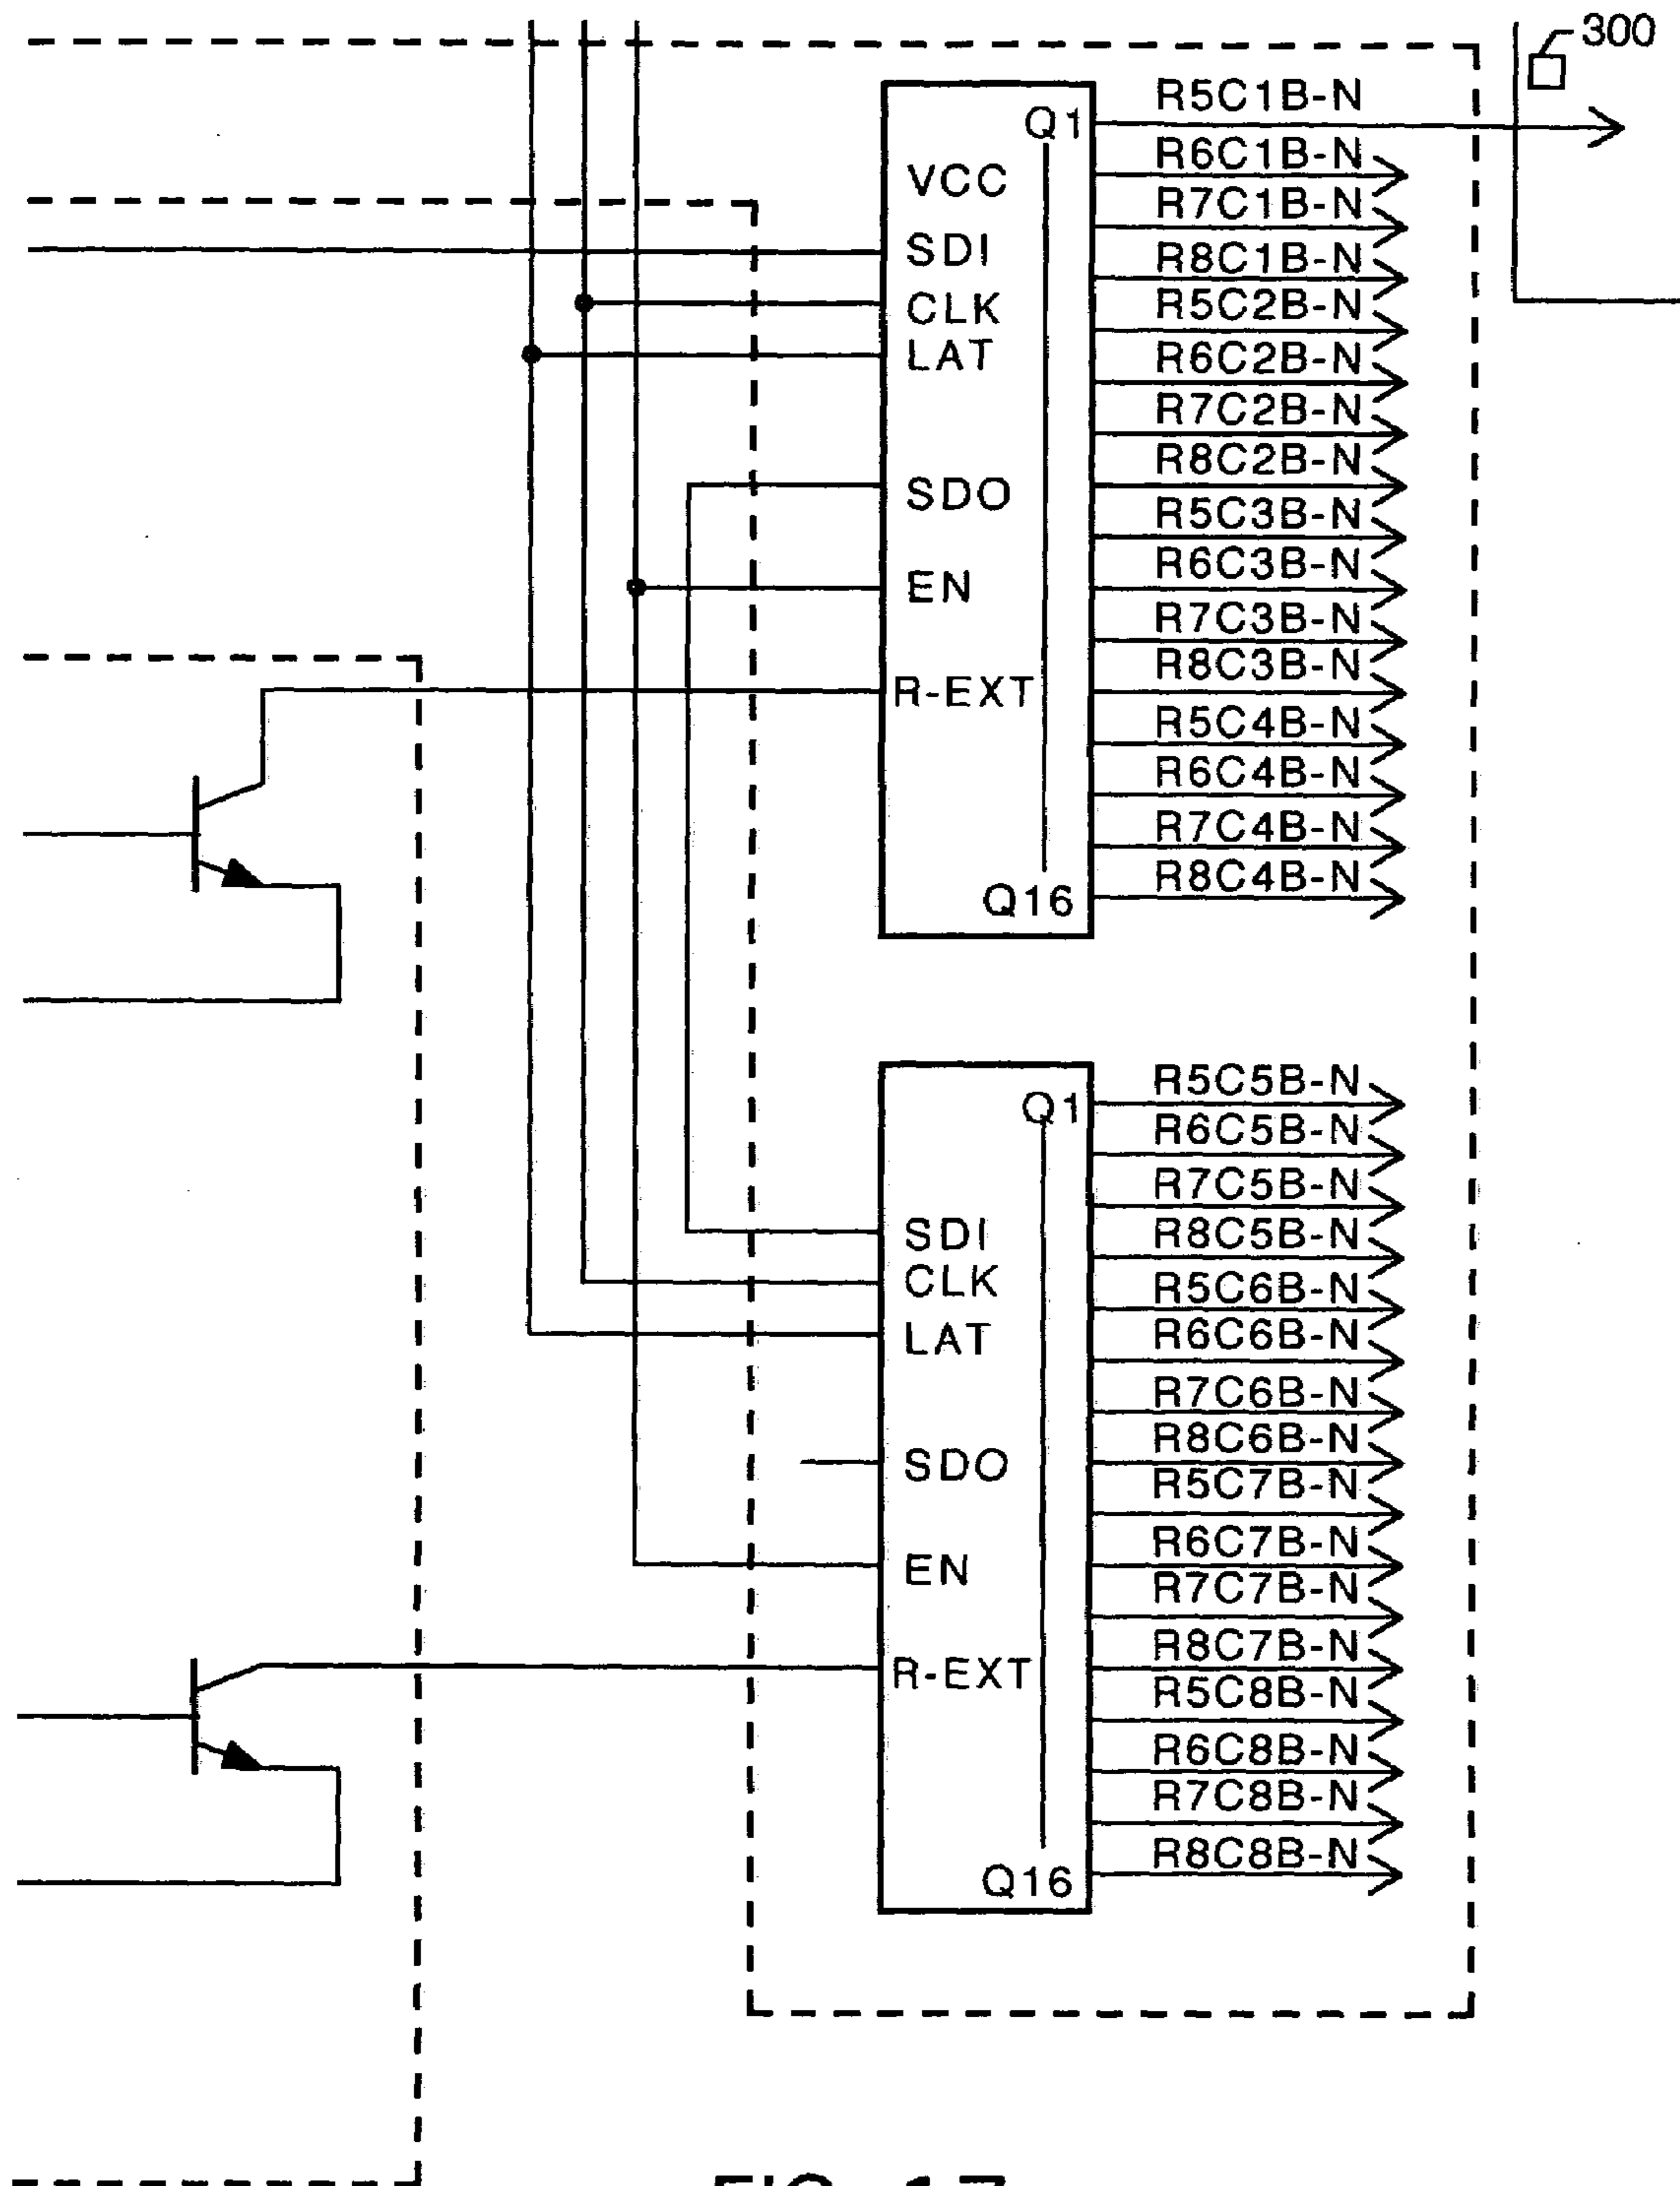 300
Q1
VCC
SDI
CLK
LAT
SDO
EN
R-EXT
Q16
R5C1B-N
R6C1B-N
R7C1B-N
R8C1B-N
R5C2B-N
R6C2B-N
R7C2B-N
R8C2B-N
R5C3B-N
R6C3B-N
R7C3B-N
R8C3B-N
R5C4B-N
R6C4B-N
R7C4B-N
R8C4B-N
Q1
SDI
CLK
LAT
SDO
EN
R-EXT
Q16
R5C5B-N
R6C5B-N
R7C5B-N
R8C5B-N
R5C6B-N
R6C6B-N
R7C6B-N
R8C6B-N
R5C7B-N
R6C7B-N
R7C7B-N
R8C7B-N
R5C8B-N
R6C8B-N
R7C8B-N
R8C8B-N